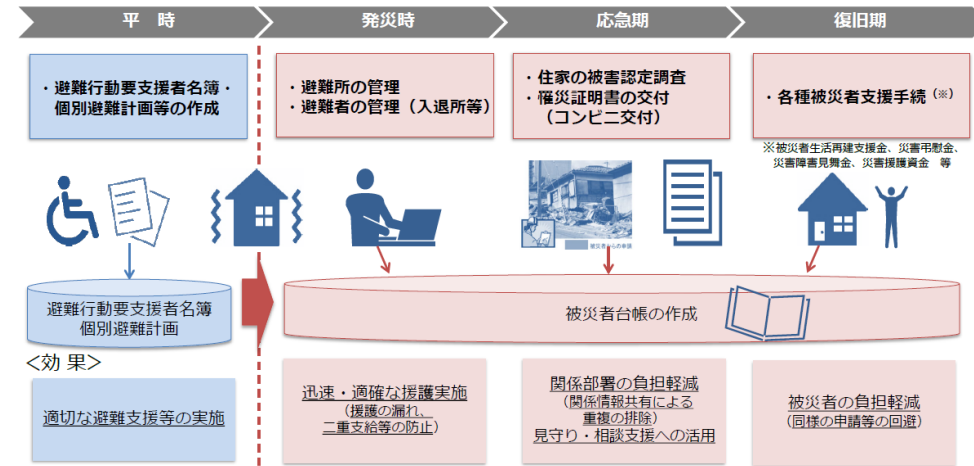 平　時
発災時
応急期
復旧期
・避難行動要支援者名簿・
個別避難計画等の作成
・避難所の管理
・避難者の管理（入退所等）
・住家の被害認定調査
・罹災証明書の交付
（コンビニ交付）
・各種被災者支援手続（※）
※被災者生活再建支援金、災害弔慰金、
災害障害見舞金、災害援護資金　等
被災者からの申請
避難行動要支援者名簿
個別避難計画
被災者台帳の作成
＜効 果＞
適切な避難支援等の実施
迅速・適確な援護実施
（援護の漏れ、
二重支給等の防止）
関係部署の負担軽減
（関係情報共有による
重複の排除）
見守り・相談支援への活用
被災者の負担軽減
（同様の申請等の回避）